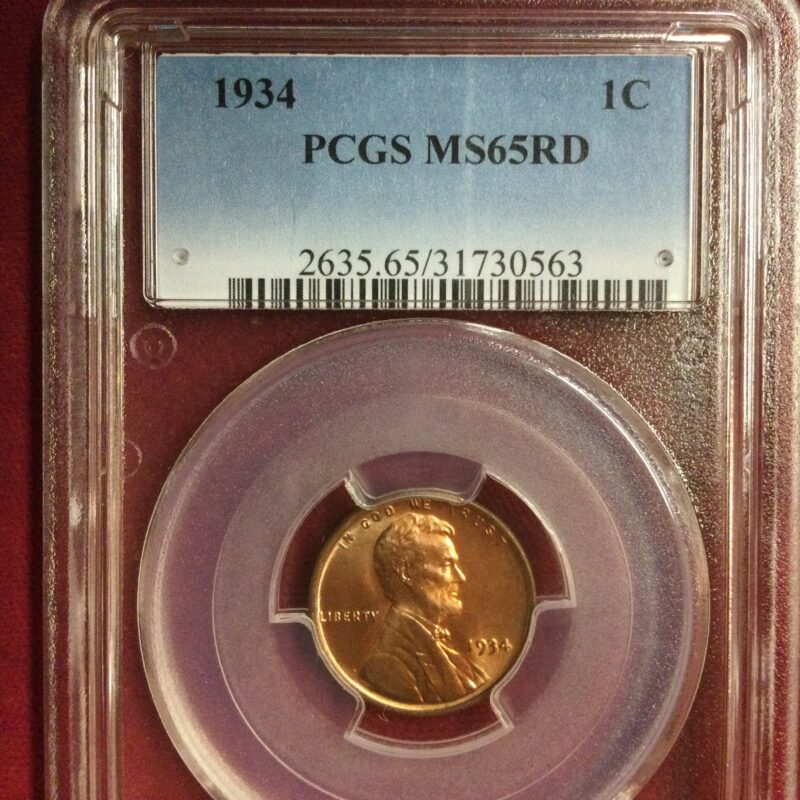 1934 1C
PCGS MS65RD
2635.65/31730563
IN GOD WE TRUST
LIBERTY
1934